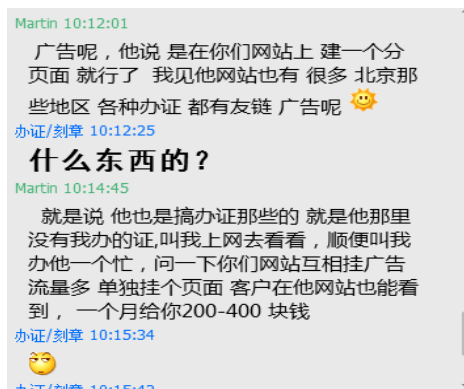 Martin 10:12:01
广告呢，他说 是在你们网站上 建一个分
页面 就行了 我见他网站也有 很多 北京那
些地区 各种办证 都有友链 广告呢
办证/刻章 10:12:25
什么东西的？
Martin 10:14:45
就是说 他也是搞办证那些的 就是他那里
没有我办的证,叫我上网去看看，顺便叫我
办他一个忙，问一下你们网站互相挂广告
流量多 单独挂个页面 客户在他网站也能看
到， 一个月给你200-400 块钱
办证/刻章 10:15:34
办证/刻章 10:15:42